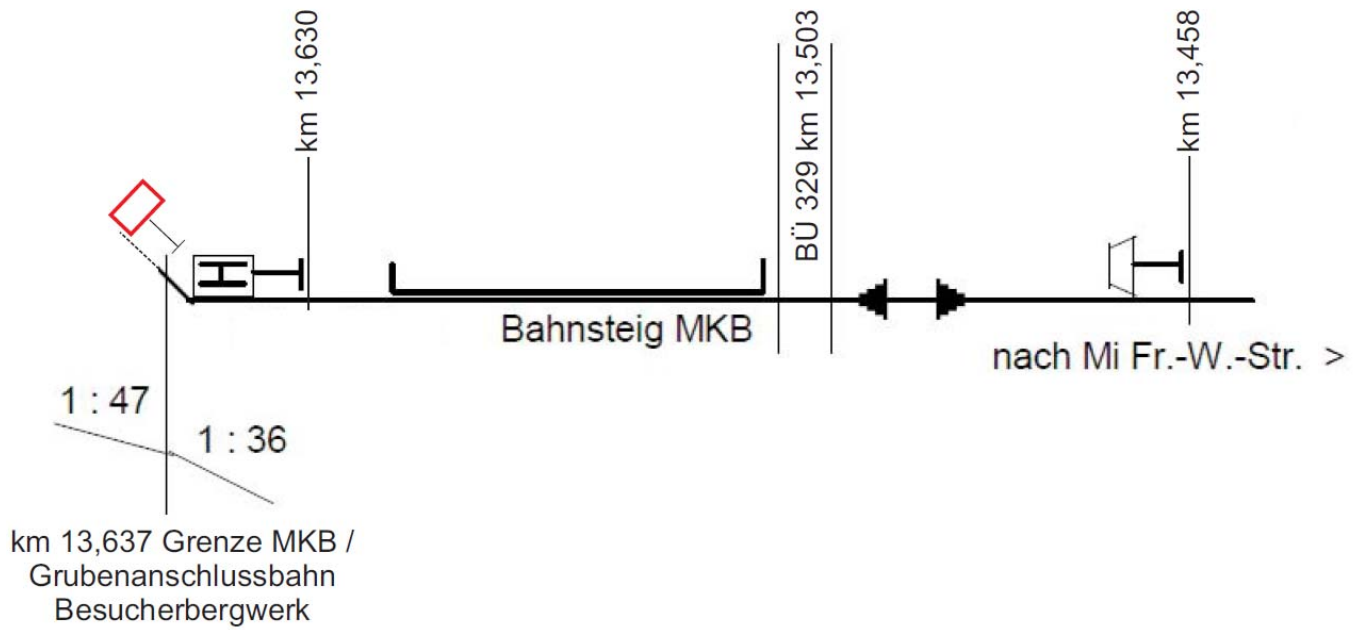 km 13,630
BÜ 329 km 13,503
km 13,458
H
Bahnsteig MKB
nach Mi Fr.-W.-Str. >
1 : 47
1 : 36
km 13,637 Grenze MKB /
Grubenanschlussbahn
Besucherbergwerk